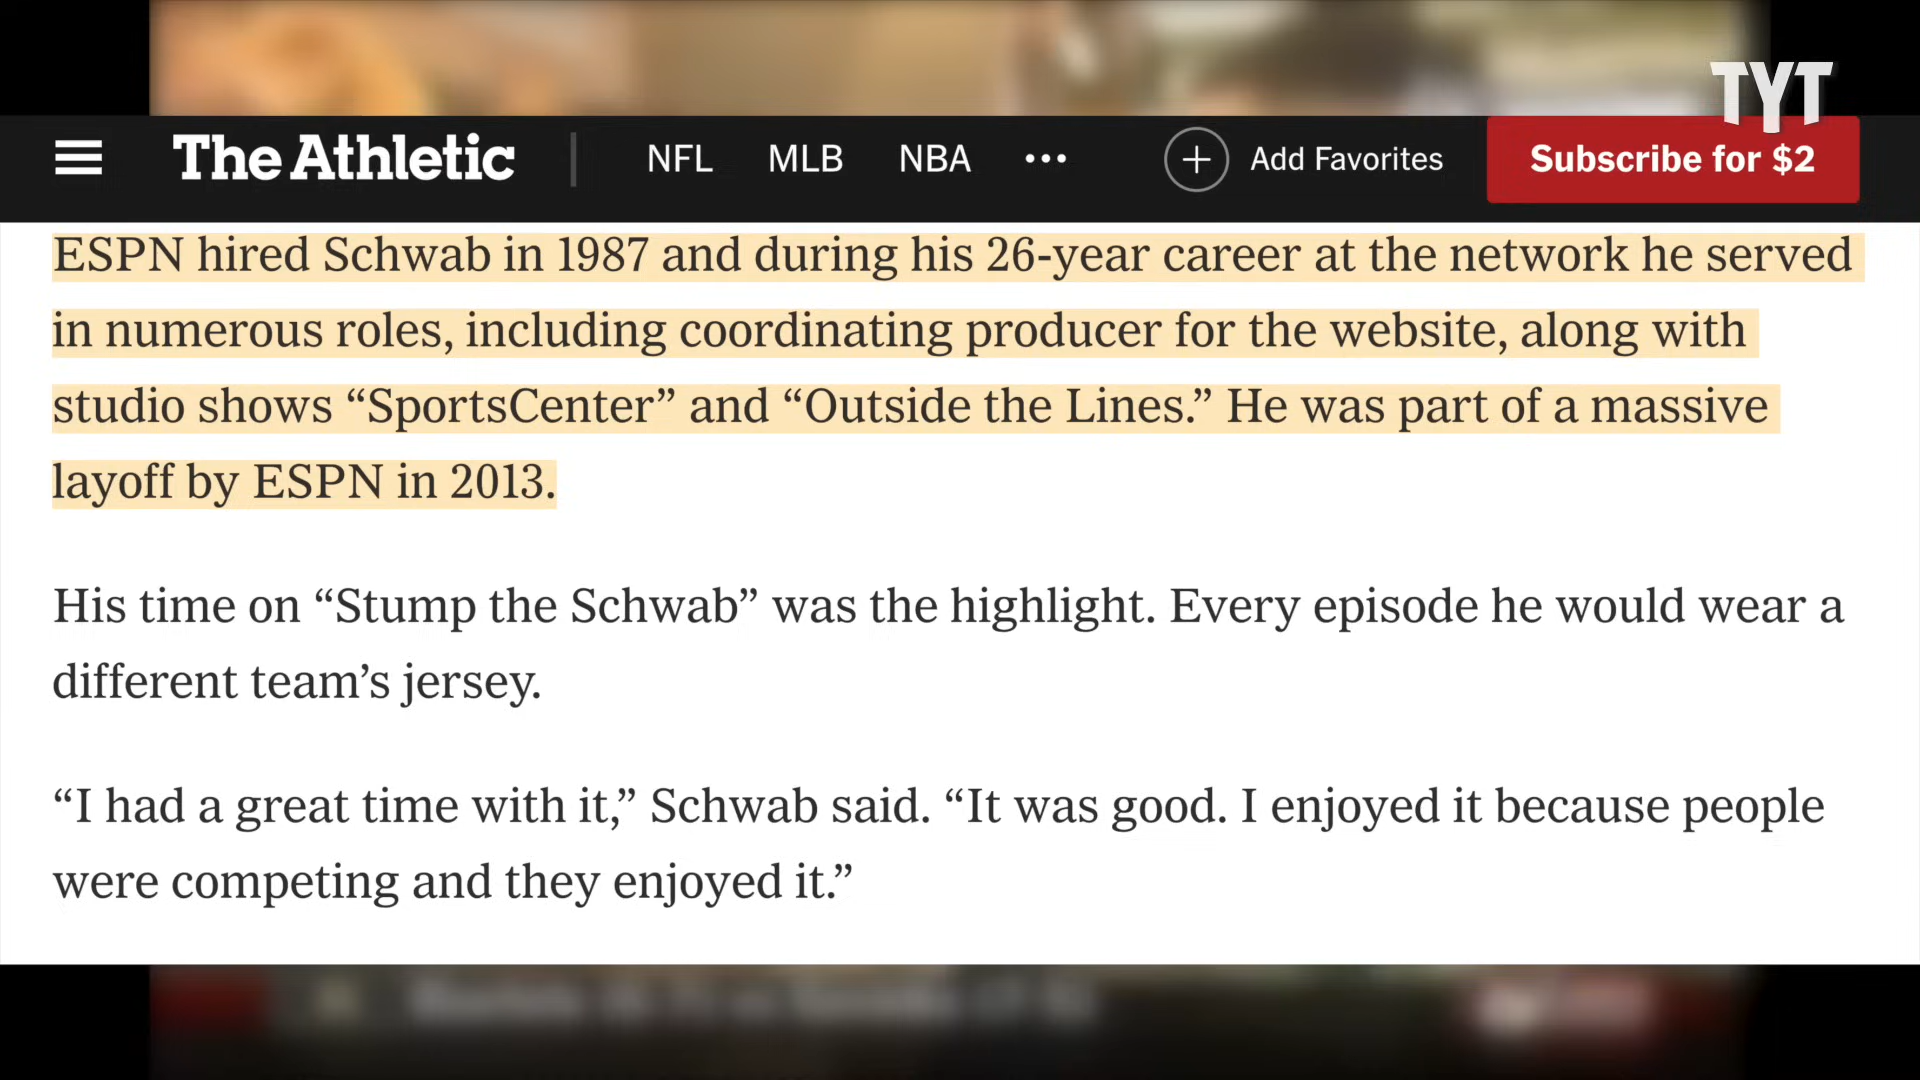 TYT
The Athletic
NFL MLB NBA
Add Favorites
Subscribe for $2
ESPN hired Schwab in 1987 and during his 26-year career at the network he served
in numerous roles, including coordinating producer for the website, along with
studio shows “SportsCenter” and “Outside the Lines.” He was part of a massive
layoff by ESPN in 2013.
His time on “Stump the Schwab” was the highlight. Every episode he would wear a
different team’s jersey.
“I had a great time with it,” Schwab said. “It was good. I enjoyed it because people
were competing and they enjoyed it.”